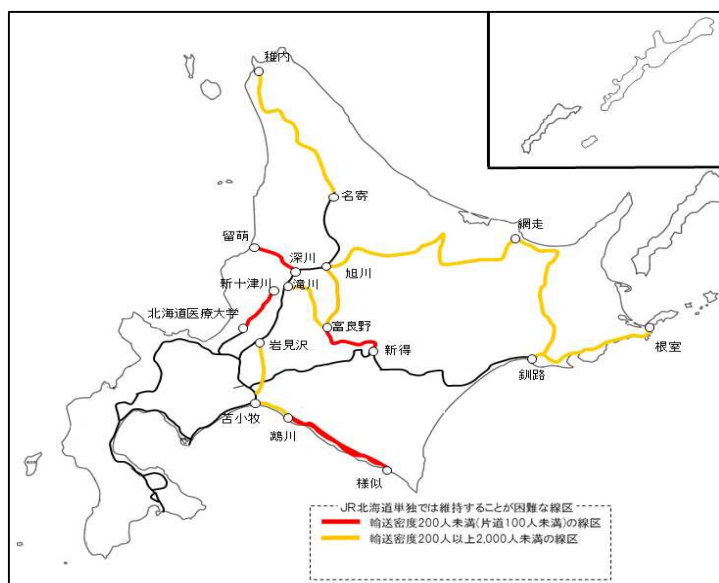 稚内
名寄
網走
留萌
深川
旭川
新十津川
滝川
北海道医療大学
富良野
根室
岩見沢
新得
釧路
苫小牧
鵡川
様似
JR北海道単独では維持することが困難な線区
輸送密度200人未満(片道100人未満)の線区
輸送密度200人以上2,000人未満の線区